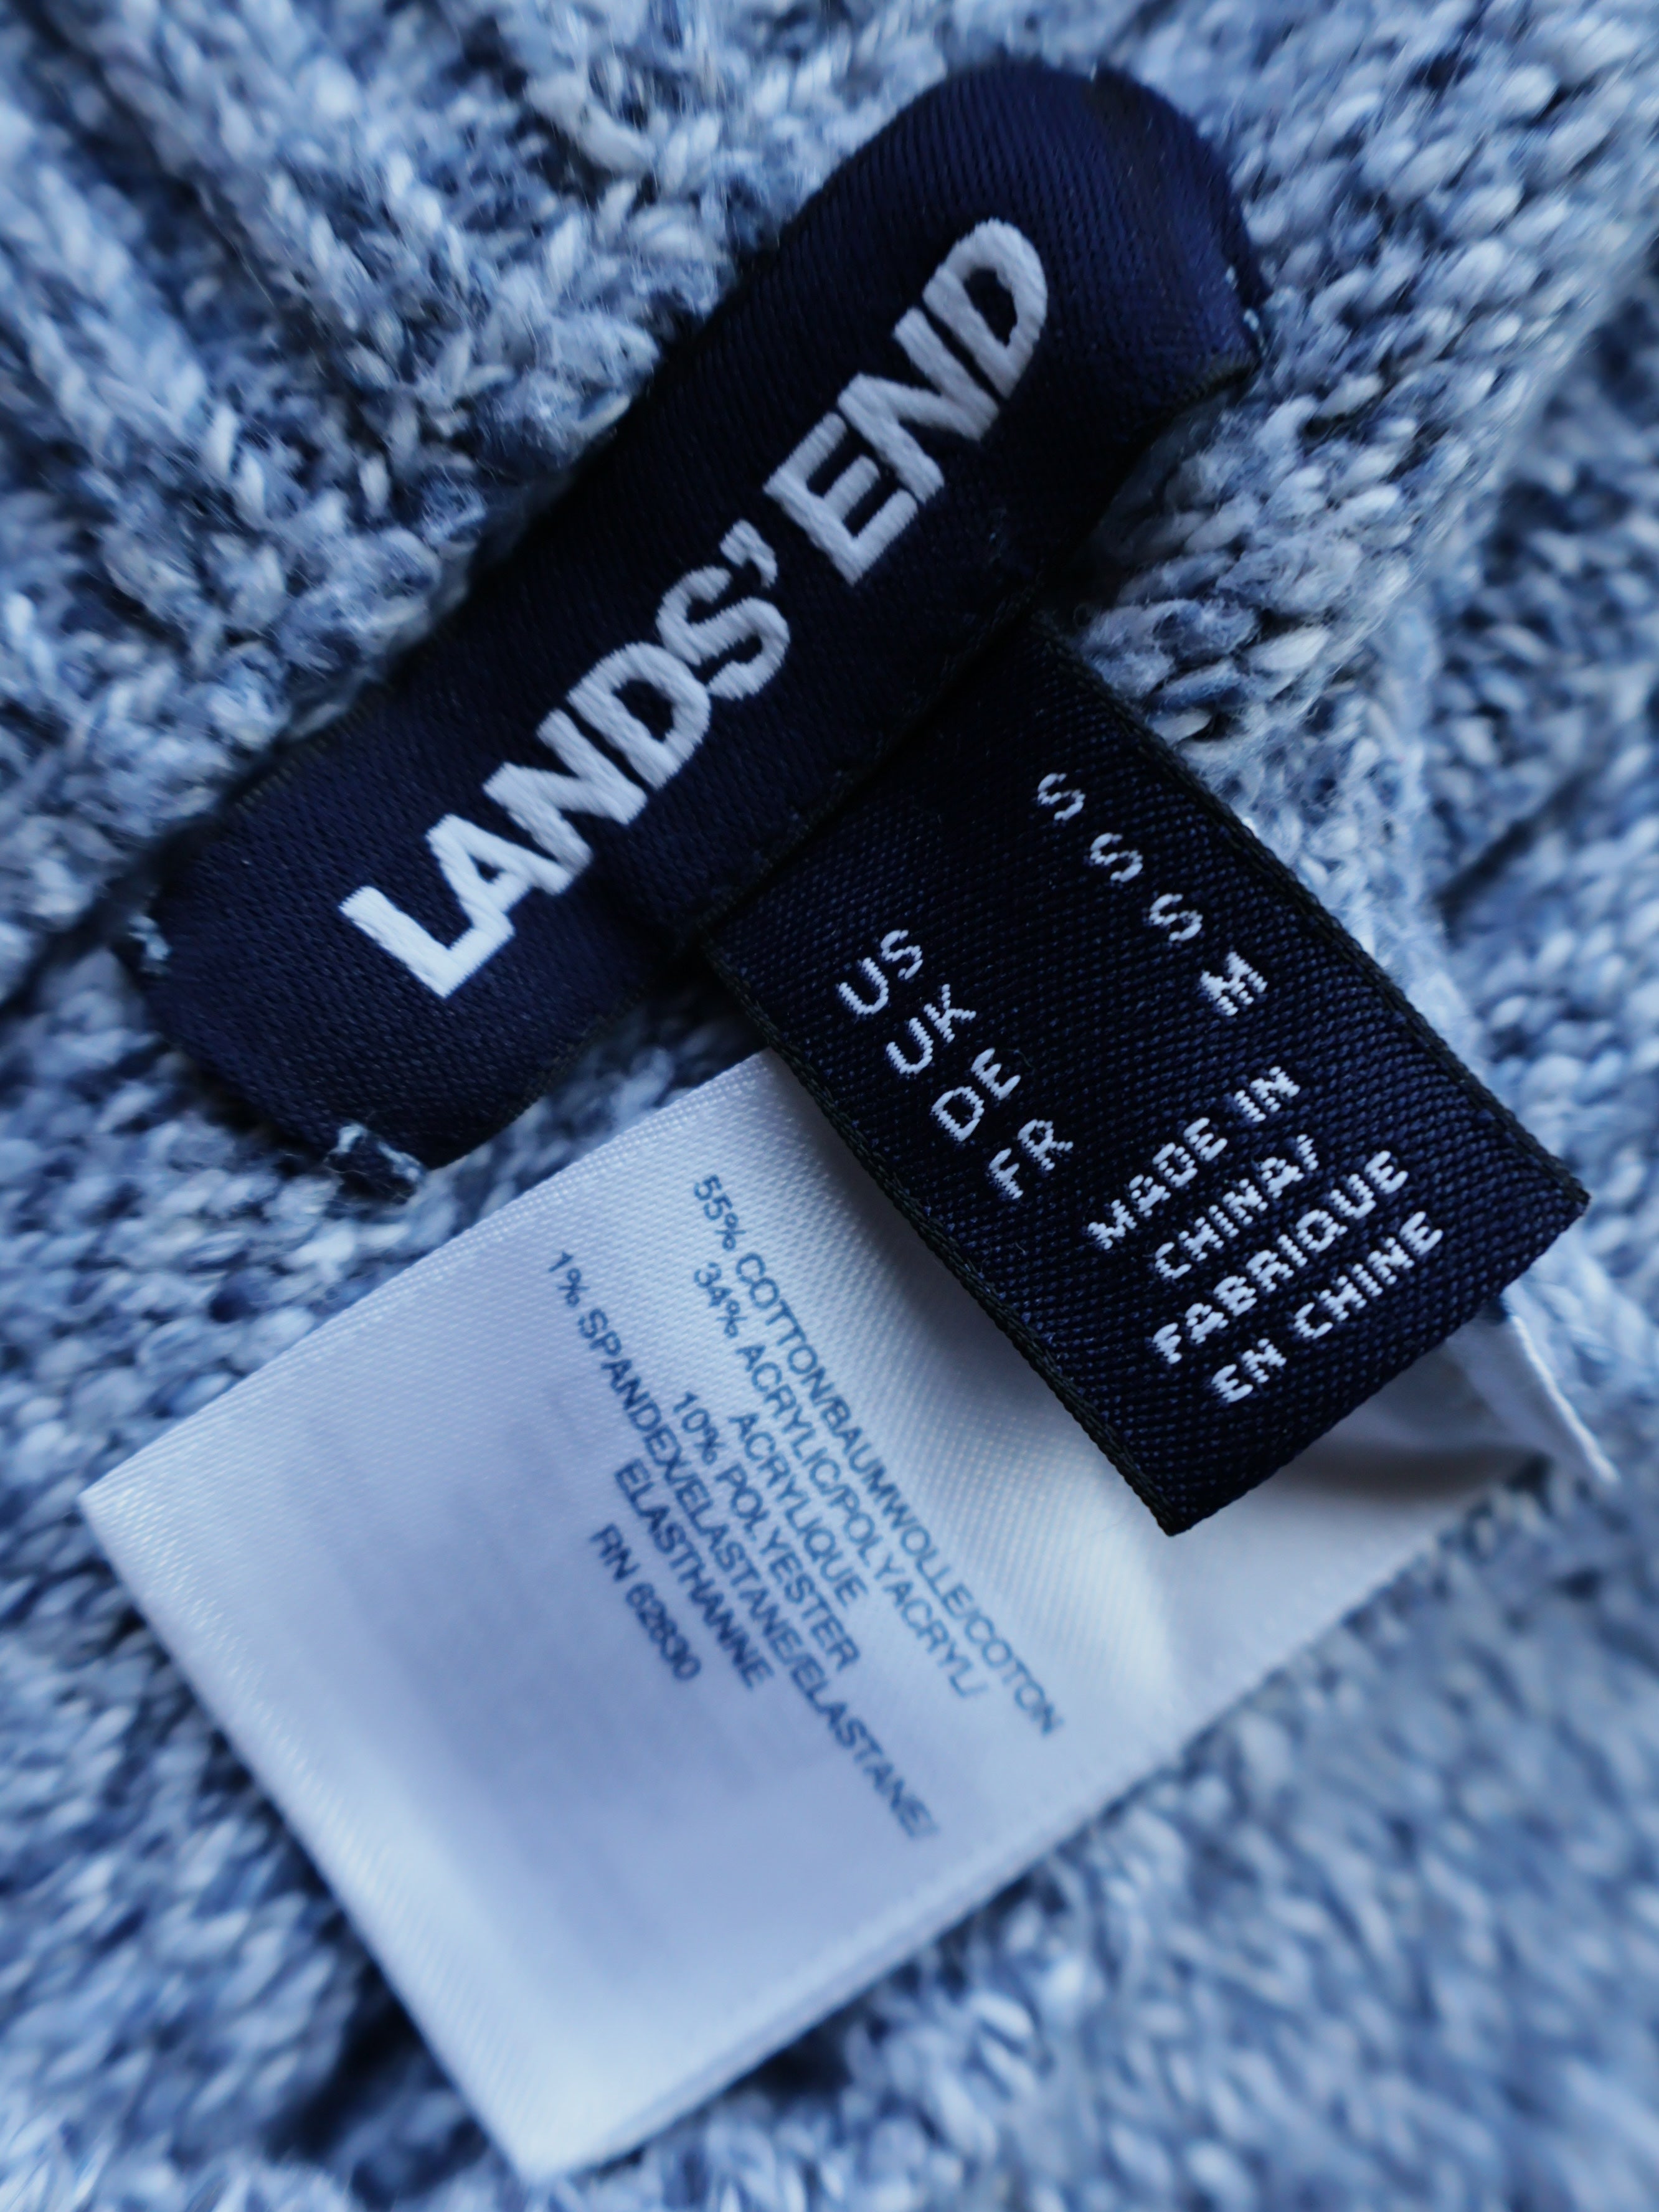 LANDS' END
US S
UK S
DE S
FR M
MADE IN
CHINA/
FABRIQUE
EN CHINE
55% COTTON/BAUMWOLLE/COTON
34% ACRYLIC/POLYACRYL/
ACRYLIQUE
10% POLYESTER
1% SPANDEX/ELASTANE/ELASTANE/
ELASTHANNE
RN 62830